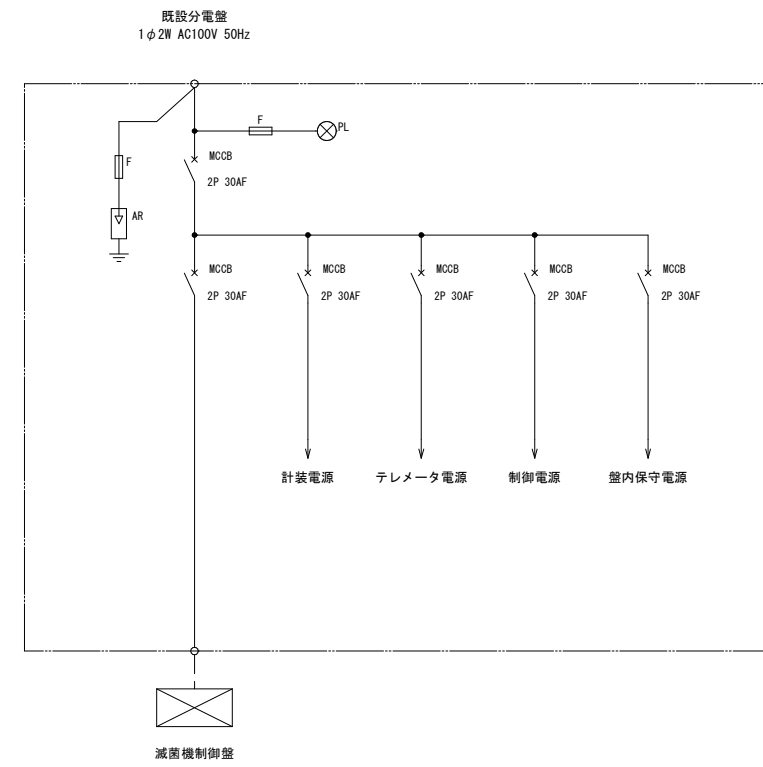 既設分電盤
1φ2W AC100V 50Hz
F
PL
MCCB
2P 30AF
F
AR
MCCB
2P 30AF
MCCB
2P 30AF
MCCB
2P 30AF
MCCB
2P 30AF
MCCB
2P 30AF
計装電源
テレメータ電源
制御電源
盤内保守電源
滅菌機制御盤